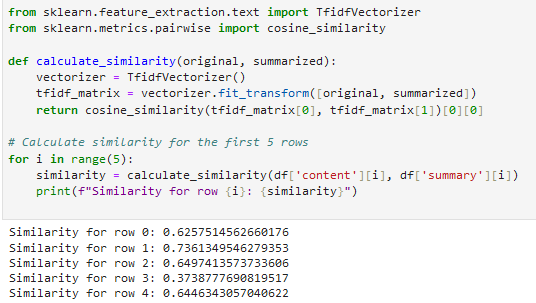 from sklearn.feature_extraction.text import TfidfVectorizer
from sklearn.metrics.pairwise import cosine_similarity

def calculate_similarity(original, summarized):
    vectorizer = TfidfVectorizer()
    tfidf_matrix = vectorizer.fit_transform([original, summarized])
    return cosine_similarity(tfidf_matrix[0], tfidf_matrix[1])[0][0]

# Calculate similarity for the first 5 rows
for i in range(5):
    similarity = calculate_similarity(df['content'][i], df['summary'][i])
    print(f"Similarity for row {i}: {similarity}")

Similarity for row 0: 0.6257514562660176
Similarity for row 1: 0.7361349546279353
Similarity for row 2: 0.6497413573733606
Similarity for row 3: 0.3738777690819517
Similarity for row 4: 0.6446343057040622